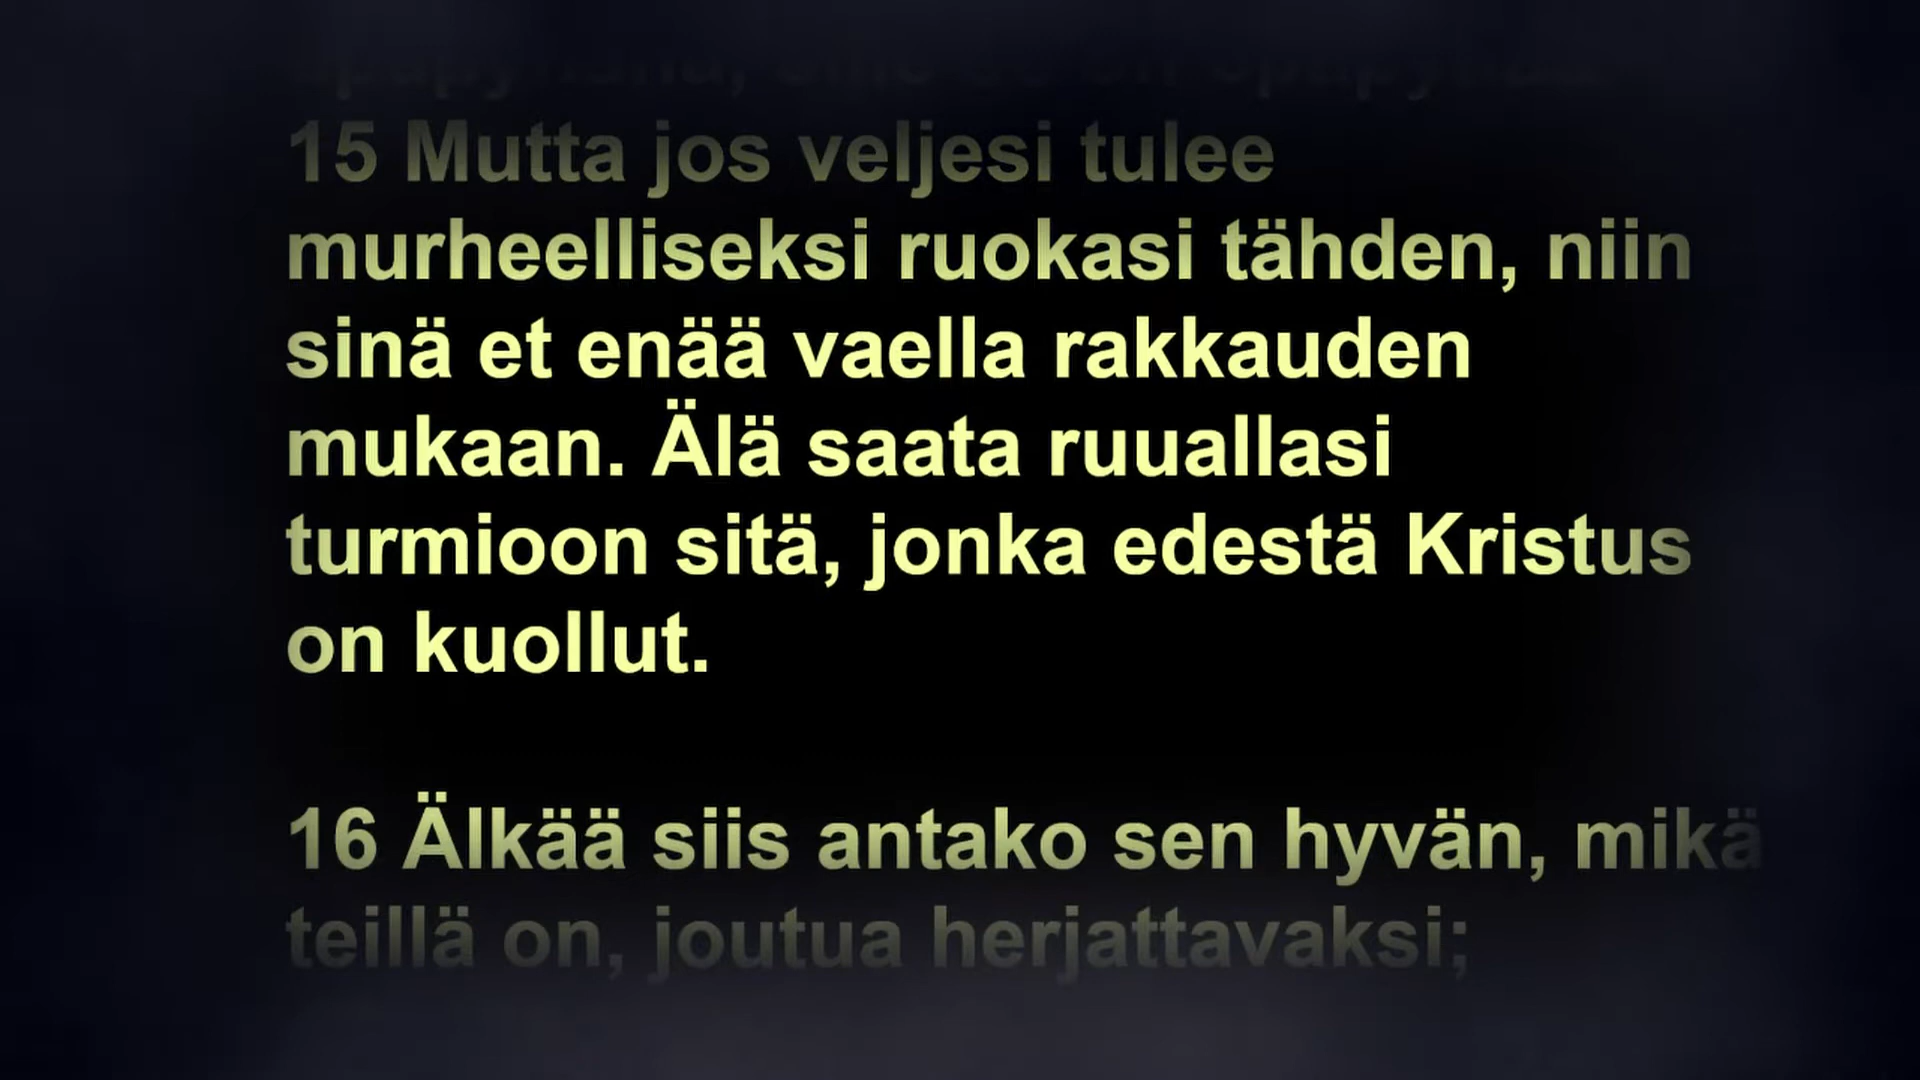 15 Mutta jos veljesi tulee
murheelliseksi ruokasi tähden, niin
sinä et enää vaella rakkauden
mukaan. Älä saata ruuallasi
turmioon sitä, jonka edestä Kristus
on kuollut.
16 Älkää siis antako sen hyvän, mikä
teillä on, joutua herjattavaksi;